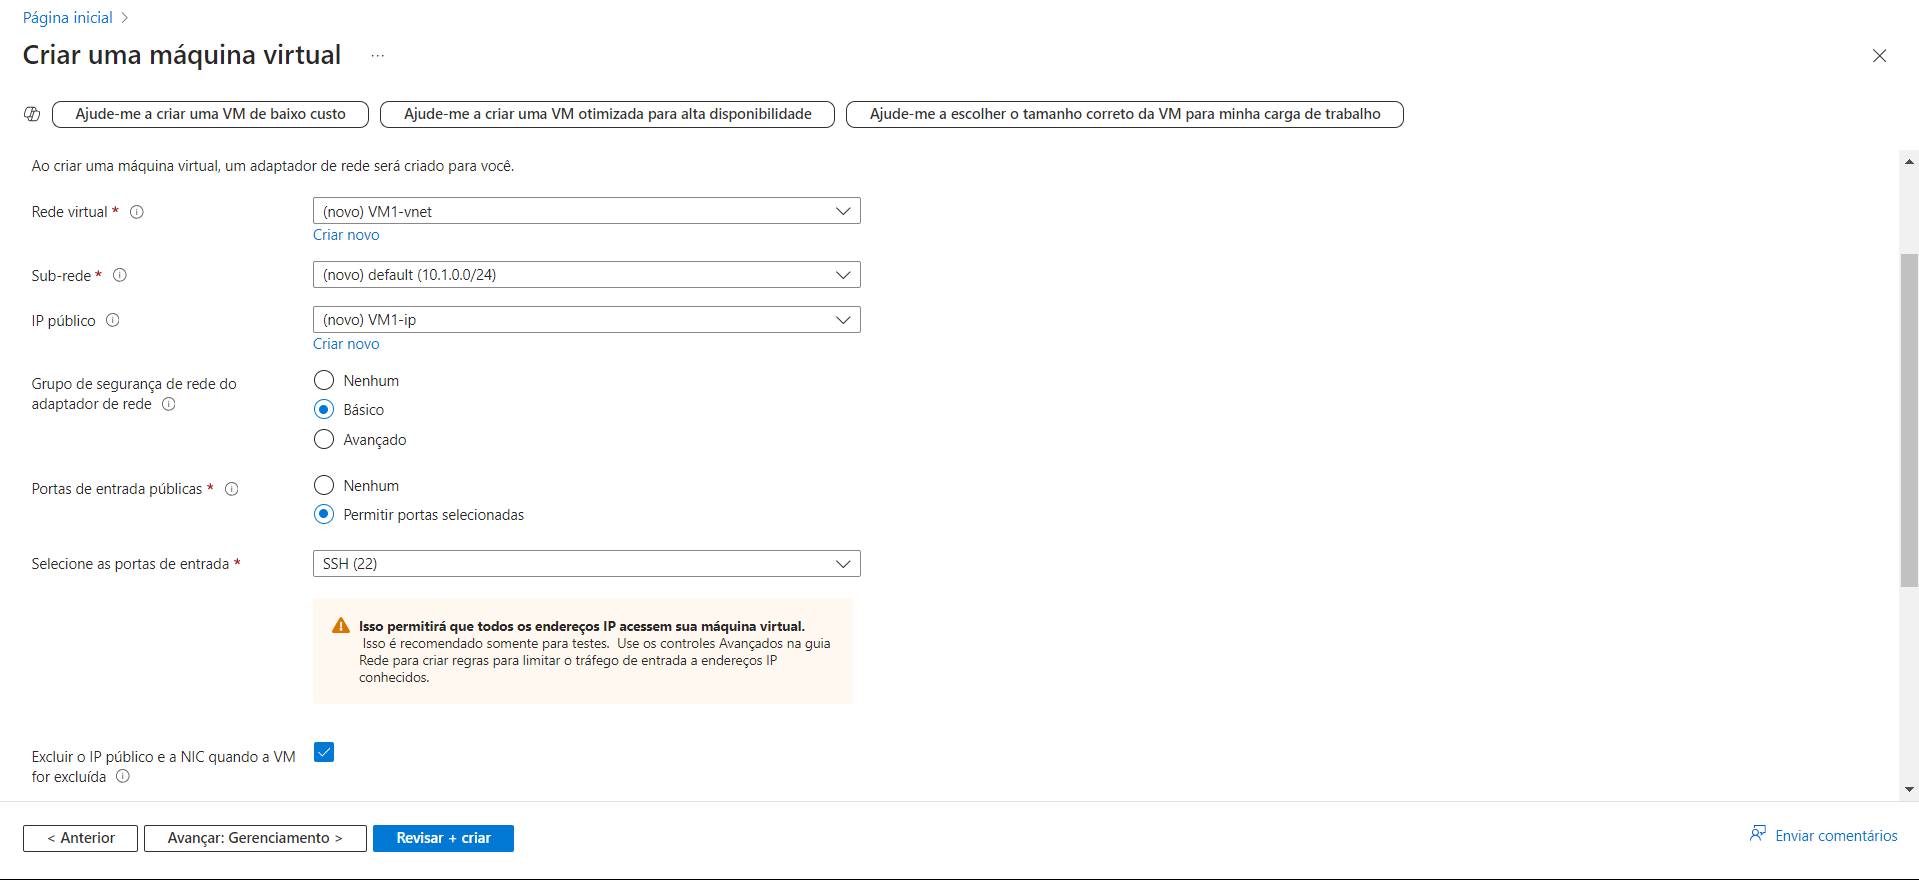 Página inicial >
Criar uma máquina virtual ...
Ajude-me a criar uma VM de baixo custo
Ajude-me a criar uma VM otimizada para alta disponibilidade
Ajude-me a escolher o tamanho correto da VM para minha carga de trabalho
Ao criar uma máquina virtual, um adaptador de rede será criado para você.
Rede virtual *
(novo) VM1-vnet
Criar novo
Sub-rede *
(novo) default (10.1.0.0/24)
IP público
(novo) VM1-ip
Criar novo
Grupo de segurança de rede do
adaptador de rede
Nenhum
Básico
Avançado
Portas de entrada públicas *
Nenhum
Permitir portas selecionadas
Selecione as portas de entrada *
SSH (22)
Isso permitirá que todos os endereços IP acessem sua máquina virtual.
Isso é recomendado somente para testes. Use os controles Avançados na guia
Rede para criar regras para limitar o tráfego de entrada a endereços IP
conhecidos.
Excluir o IP público e a NIC quando a VM
for excluída
< Anterior
Avançar: Gerenciamento >
Revisar + criar
Enviar comentários